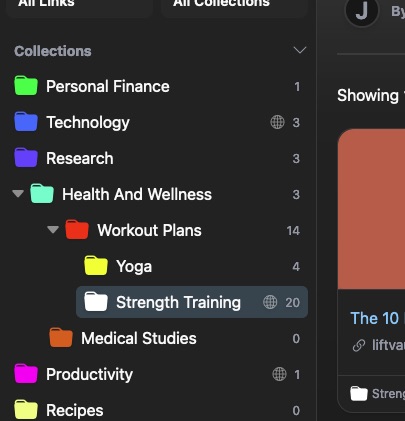 All Links
All Collections
Collections
Personal Finance 1
Technology 3
Research 3
Health And Wellness 3
Workout Plans 14
Yoga 4
Strength Training 20
Medical Studies 0
Productivity 1
Recipes 0
J
By
Showing
The 10
liftvau
Streng